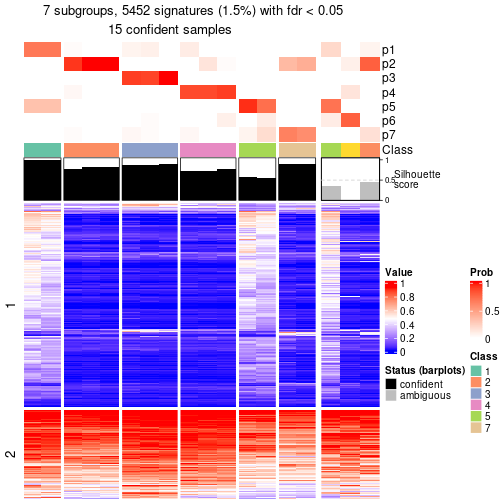 7 subgroups, 5452 signatures (1.5%) with fdr < 0.05
15 confident samples
p1
p2
p3
p4
p5
p6
p7
Class
1
0.5
0
Silhouette
score
1
2
Value
1
0.8
0.6
0.4
0.2
0
Prob
1
0.5
0
Status (barplots)
confident
ambiguous
Class
1
2
3
4
5
6
7